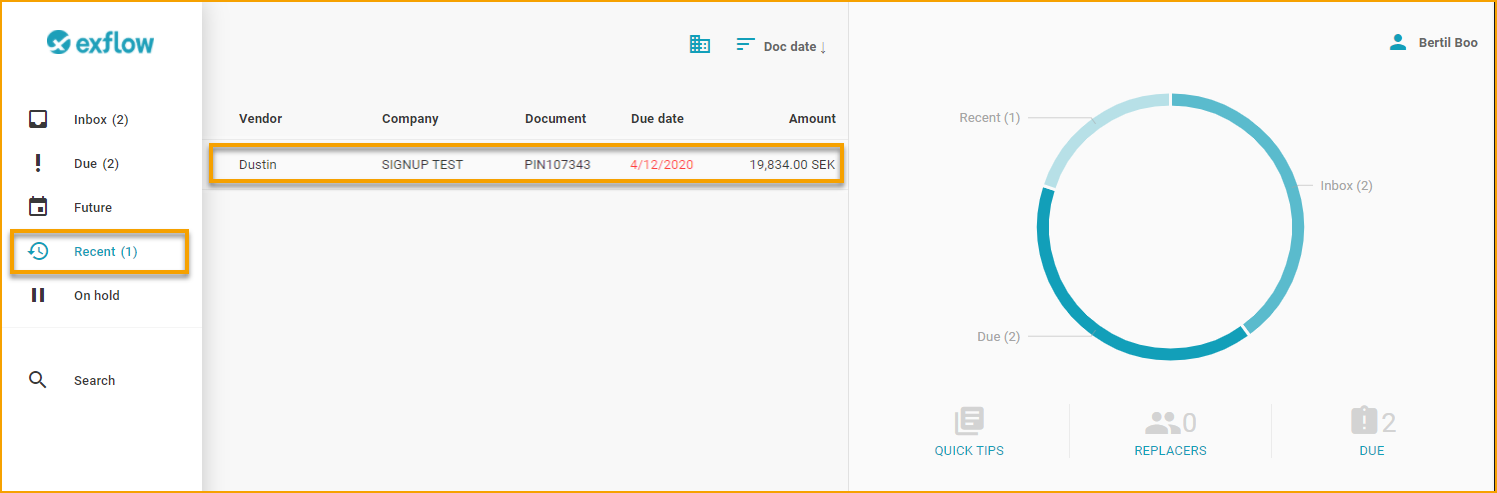 exflow
Inbox (2)
Due (2)
Future
Recent (1)
On hold
Search
Doc date ↓
Vendor Company Document Due date Amount
Dustin SIGNUP TEST PIN107343 4/12/2020 19,834.00 SEK
Bertil Boo
Recent (1)
Inbox (2)
Due (2)
QUICK TIPS
0
REPLACERS
2
DUE